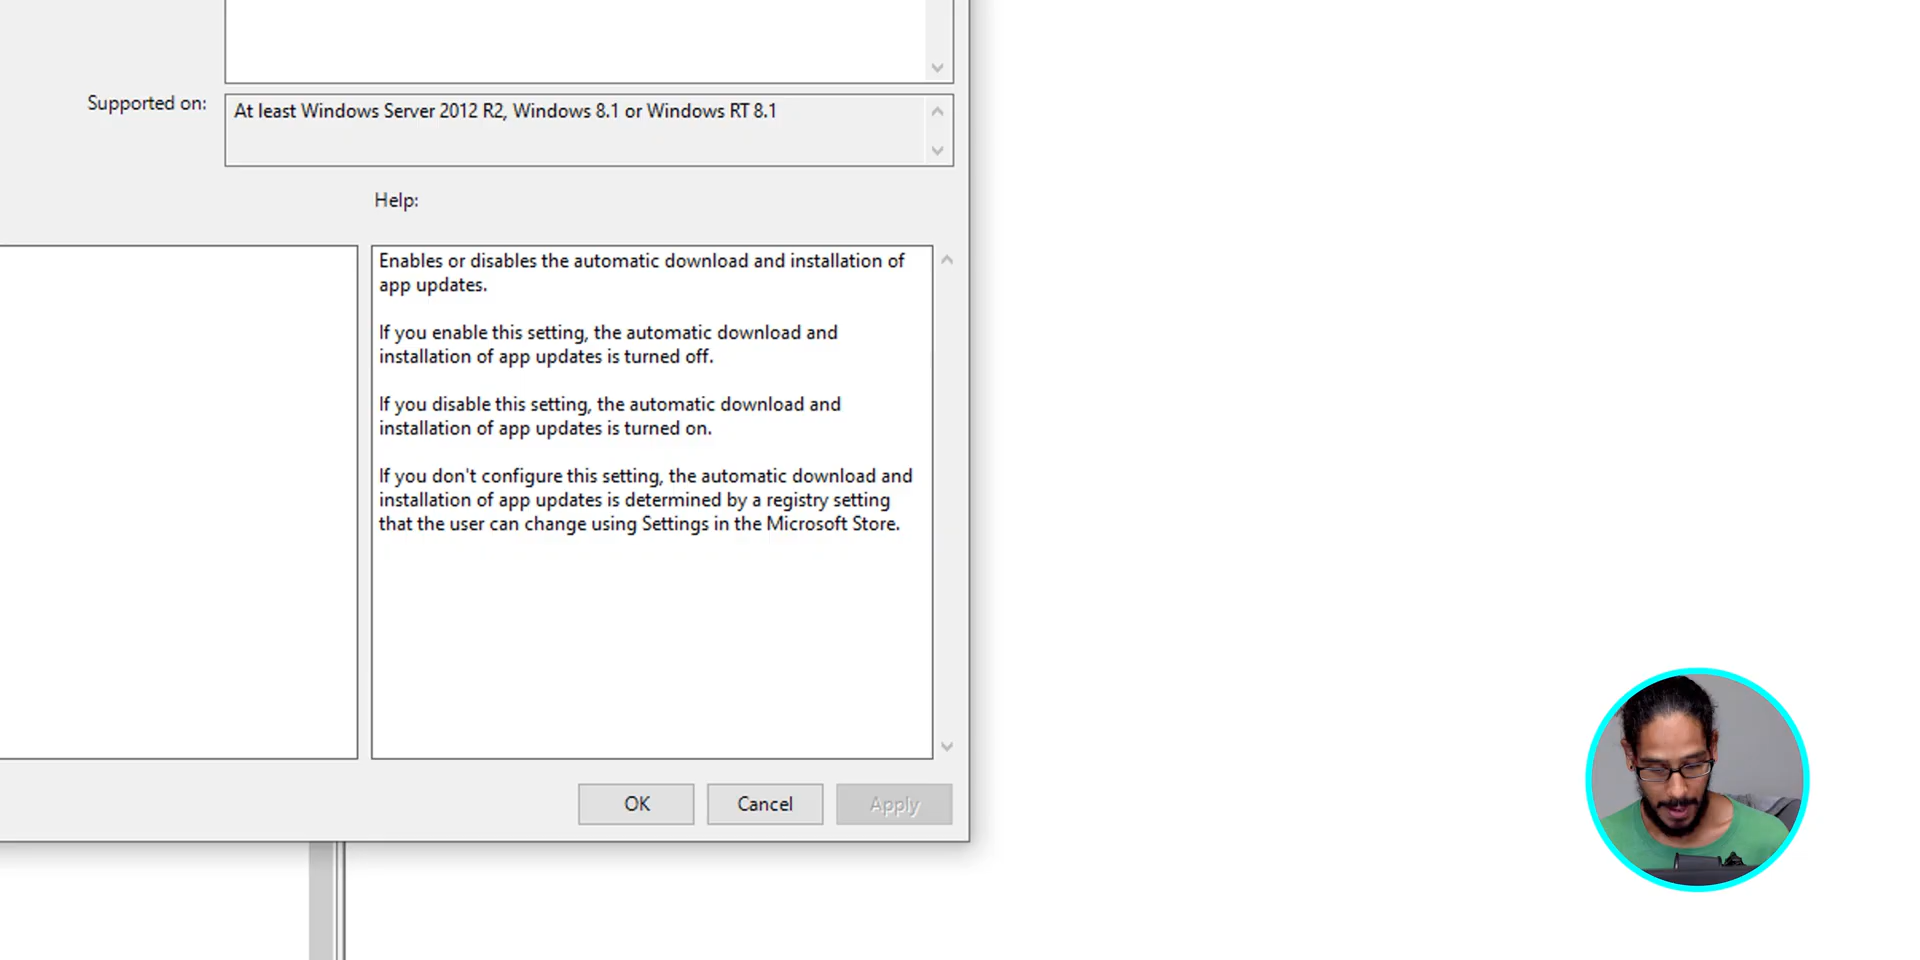 Supported on:
At least Windows Server 2012 R2, Windows 8.1 or Windows RT 8.1
Help:
Enables or disables the automatic download and installation of
app updates.
If you enable this setting, the automatic download and
installation of app updates is turned off.
If you disable this setting, the automatic download and
installation of app updates is turned on.
If you don't configure this setting, the automatic download and
installation of app updates is determined by a registry setting
that the user can change using Settings in the Microsoft Store.
OK
Cancel
Apply